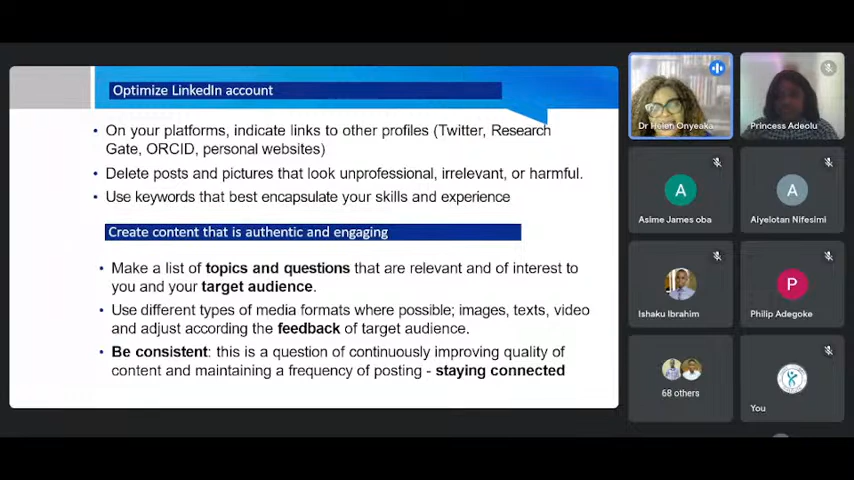 Optimize LinkedIn account
• On your platforms, indicate links to other profiles (Twitter, Research
Gate, ORCID, personal websites)
• Delete posts and pictures that look unprofessional, irrelevant, or harmful.
• Use keywords that best encapsulate your skills and experience
Create content that is authentic and engaging
• Make a list of topics and questions that are relevant and of interest to
you and your target audience.
• Use different types of media formats where possible; images, texts, video
and adjust according the feedback of target audience.
• Be consistent: this is a question of continuously improving quality of
content and maintaining a frequency of posting - staying connected
Dr Helen Onyeaka
Princess Adeolu
A
Asime James oba
A
Aiyelotan Nifesimi
Ishaku Ibrahim
P
Philip Adegoke
68 others
You